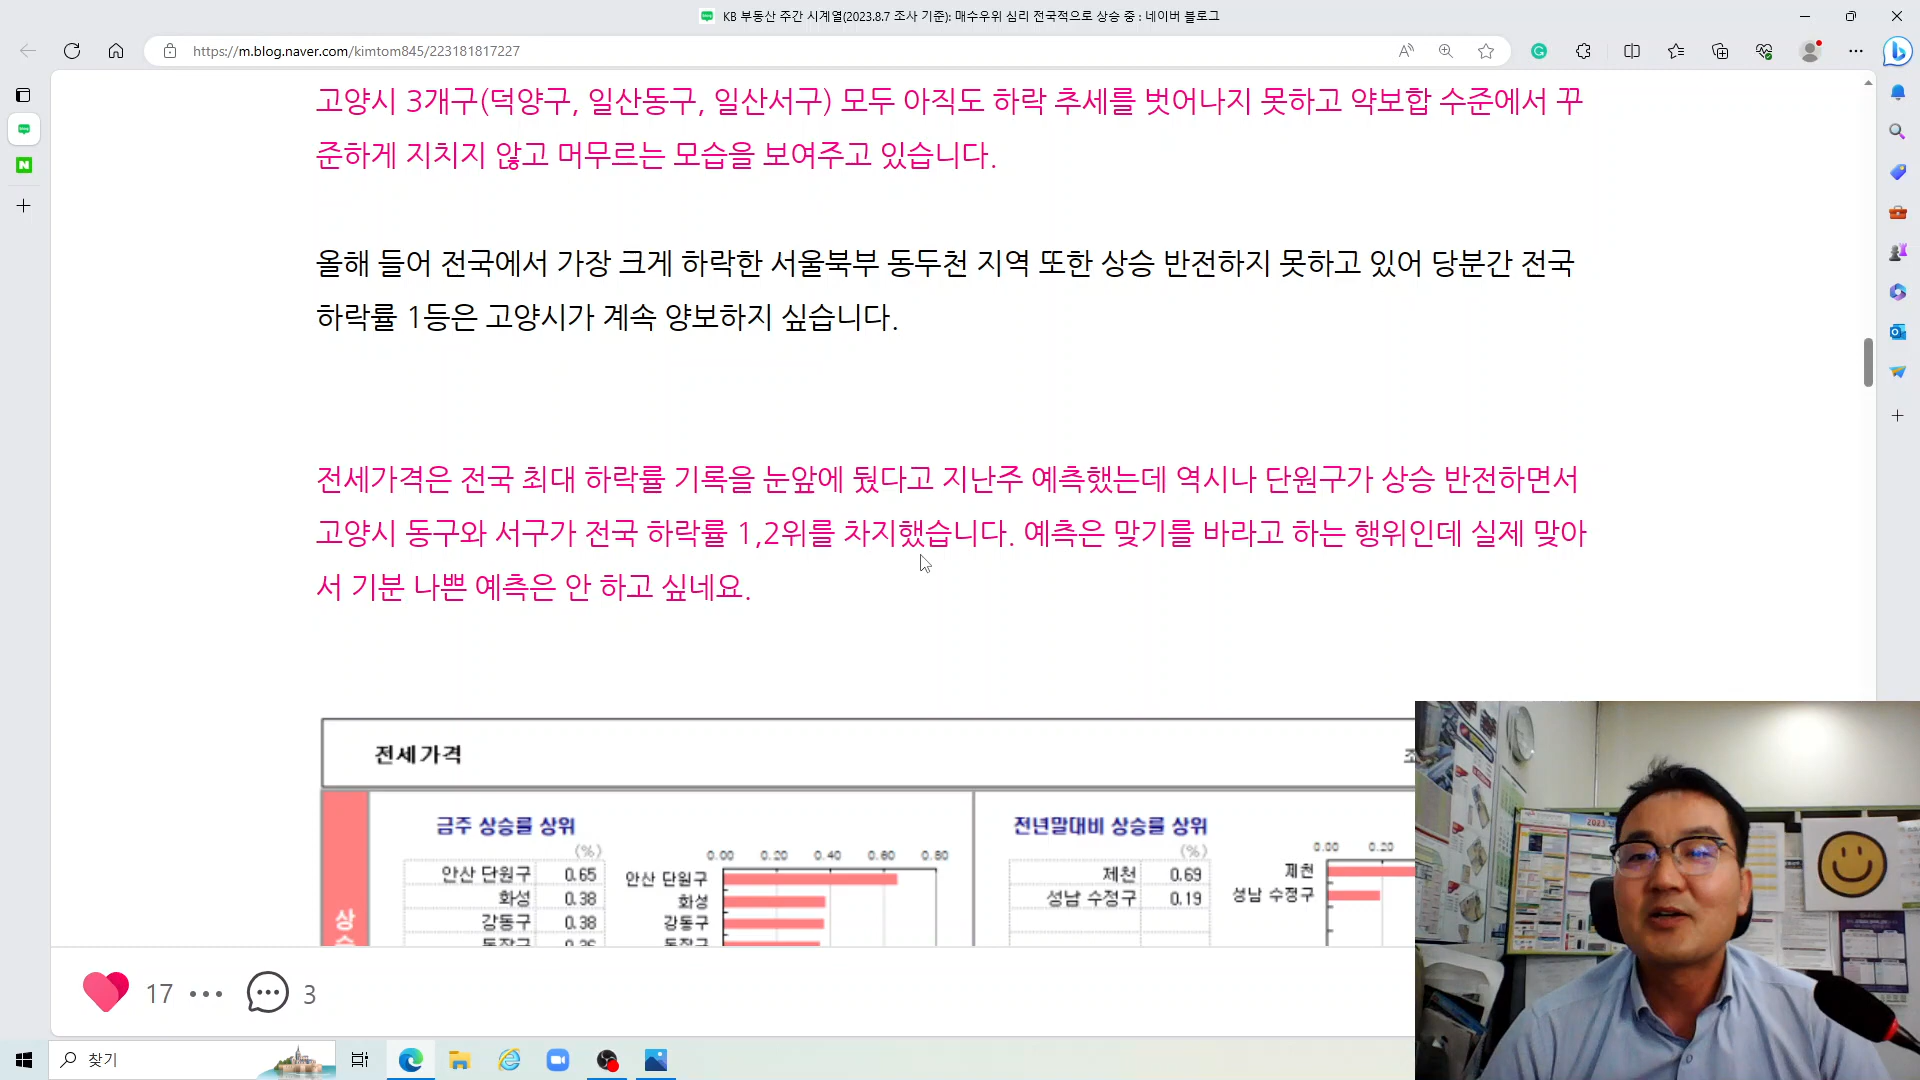 KB 부동산 주간 시계열(2023.8.7 조사 기준): 매수우위 심리 전국적으로 상승 중 : 네이버 블로그
https://m.blog.naver.com/kimtom845/223181817227
고양시 3개구(덕양구, 일산동구, 일산서구) 모두 아직도 하락 추세를 벗어나지 못하고 약보합 수준에서 꾸
준하게 지치지 않고 머무르는 모습을 보여주고 있습니다.
올해 들어 전국에서 가장 크게 하락한 서울북부 동두천 지역 또한 상승 반전하지 못하고 있어 당분간 전국
하락률 1등은 고양시가 계속 양보하지 싶습니다.
전세가격은 전국 최대 하락률 기록을 눈앞에 뒀다고 지난주 예측했는데 역시나 단원구가 상승 반전하면서
고양시 동구와 서구가 전국 하락률 1,2위를 차지했습니다. 예측은 맞기를 바라고 하는 행위인데 실제 맞아
서 기분 나쁜 예측은 안 하고 싶네요.
전세가격
조
금주 상승률 상위
(%)
안산 단원구 0.65
화성 0.38
강동구 0.38
동작구 0.36
0.00 0.20 0.40 0.60 0.80
안산 단원구
화성
강동구
동작구
상
승
전년말대비 상승률 상위
(%)
제천 0.69
성남 수정구 0.19
0.00 0.20
제천
성남 수정구
17
3
찾기